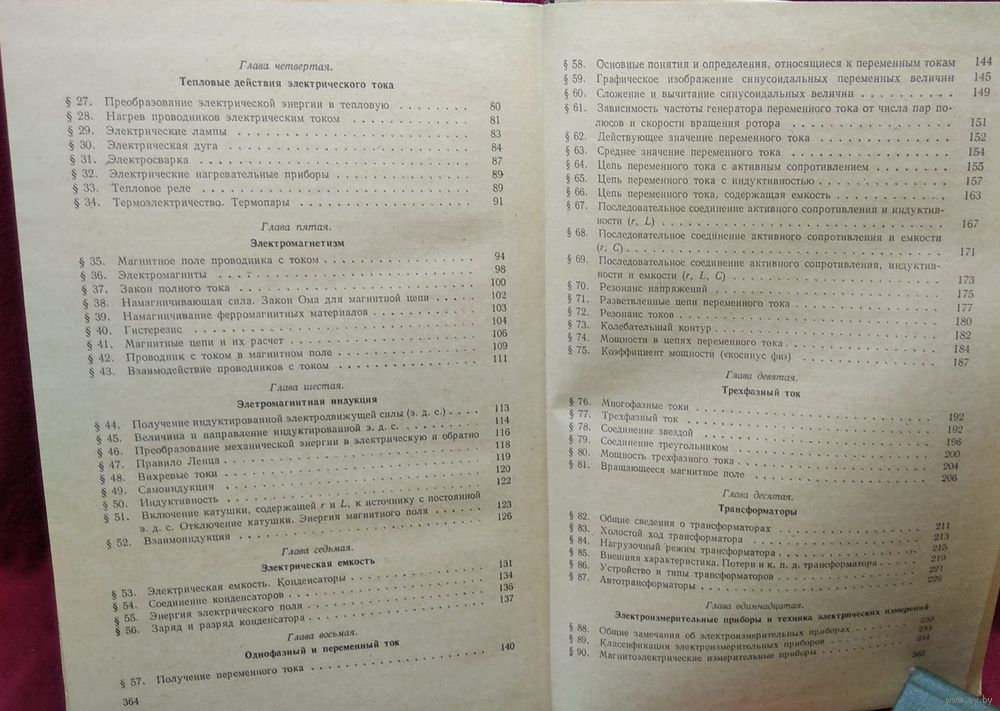 Глава четвертая.
Тепловые действия электрического тока
§ 27. Преобразование электрической энергии в тепловую . . . . . . . . 80
§ 28. Нагрев проводников электрическим током . . . . . . . . 81
§ 29. Электрические лампы . . . . . . . . 83
§ 30. Электрическая дуга . . . . . . . . 84
§ 31. Электросварка . . . . . . . . 87
§ 32. Электрические нагревательные приборы . . . . . . . . 89
§ 33. Тепловое реле . . . . . . . . 89
§ 34. Термоэлектричество. Термопары . . . . . . . . 91
Глава пятая.
Электромагнетизм
§ 35. Магнитное поле проводника с током . . . . . . . . 94
§ 36. Электромагниты . . . . . . . . 98
§ 37. Закон полного тока . . . . . . . . 100
§ 38. Намагничивающая сила. Закон Ома для магнитной цепи . . . . 102
§ 39. Намагничивание ферромагнитных материалов . . . . . . . . 103
§ 40. Гистерезис . . . . . . . . 104
§ 41. Магнитные цепи и их расчет . . . . . . . . 106
§ 42. Проводник с током в магнитном поле . . . . . . . . 109
§ 43. Взаимодействие проводников с током . . . . . . . . 111
Глава шестая.
Элетромагнитная индукция
§ 44. Получение индуктированной электродвижущей силы (э. д. с.) . . . . 113
§ 45. Величина и направление индуктированной э. д. с. . . . . . . . 114
§ 46. Преобразование механической энергии в электрическую и обратно 116
§ 47. Правило Ленца . . . . . . . . 118
§ 48. Вихревые токи . . . . . . . . 119
§ 49. Самоиндукция . . . . . . . . 120
§ 50. Индуктивность . . . . . . . . 122
§ 51. Включение катушки, содержащей r и L, к источнику с постоянной
э. д. с. Отключение катушки. Энергия магнитного поля . . . . 123
§ 52. Взаимоиндукция . . . . . . . . 126
Глава седьмая.
Электрическая емкость
§ 53. Электрическая емкость. Конденсаторы . . . . . . . . 131
§ 54. Соединение конденсаторов . . . . . . . . 134
§ 55. Энергия электрического поля . . . . . . . . 136
§ 56. Заряд и разряд конденсатора . . . . . . . . 137
Глава восьмая.
Однофазный и переменный ток
§ 57. Получение переменного тока . . . . . . . . 140
364
§ 58. Основные понятия и определения, относящиеся к переменным токам 144
§ 59. Графическое изображение синусоидальных переменных величин 145
§ 60. Сложение и вычитание синусоидальных величин . . . . . . . . 149
§ 61. Зависимость частоты генератора переменного тока от числа пар по-
люсов и скорости вращения ротора . . . . . . . . 151
§ 62. Действующее значение переменного тока . . . . . . . . 152
§ 63. Среднее значение переменного тока . . . . . . . . 154
§ 64. Цепь переменного тока с активным сопротивлением . . . . . . . . 155
§ 65. Цепь переменного тока с индуктивностью . . . . . . . . 157
§ 66. Цепь переменного тока, содержащая емкость . . . . . . . . 163
§ 67. Последовательное соединение активного сопротивления и индуктив-
ности (r, L) . . . . . . . . 167
§ 68. Последовательное соединение активного сопротивления и емкости
(r, C) . . . . . . . . 171
§ 69. Последовательное соединение активного сопротивления, индуктив-
ности и емкости (r, L, C) . . . . . . . . 173
§ 70. Резонанс напряжений . . . . . . . . 175
§ 71. Разветвленные цепи переменного тока . . . . . . . . 177
§ 72. Резонанс токов . . . . . . . . 180
§ 73. Колебательный контур . . . . . . . . 182
§ 74. Мощности в цепях переменного тока . . . . . . . . 184
§ 75. Коэффициент мощности («косинус фи») . . . . . . . . 187
Глава девятая.
Трехфазный ток
§ 76. Многофазные токи . . . . . . . . 192
§ 77. Трехфазный ток . . . . . . . . 192
§ 78. Соединение звездой . . . . . . . . 196
§ 79. Соединение треугольником . . . . . . . . 200
§ 80. Мощность трехфазного тока . . . . . . . . 204
§ 81. Вращающееся магнитное поле . . . . . . . . 206
Глава десятая.
Трансформаторы
§ 82. Общие сведения о трансформаторах . . . . . . . . 211
§ 83. Холостой ход трансформатора . . . . . . . . 213
§ 84. Нагрузочный режим трансформатора . . . . . . . . 215
§ 85. Внешняя характеристика. Потери и к. п. д. трансформатора . . . . 219
§ 86. Устройство и типы трансформаторов . . . . . . . . 221
§ 87. Автотрансформаторы . . . . . . . . 226
Глава одиннадцатая.
Электроизмерительные приборы и техника электрических измерений
§ 88. Общие замечания об электроизмерительных приборах . . . . 230
§ 89. Классификация электроизмерительных приборов . . . . 233
§ 90. Магнитоэлектрические измерительные приборы . . . . 234
365
www.ay.by